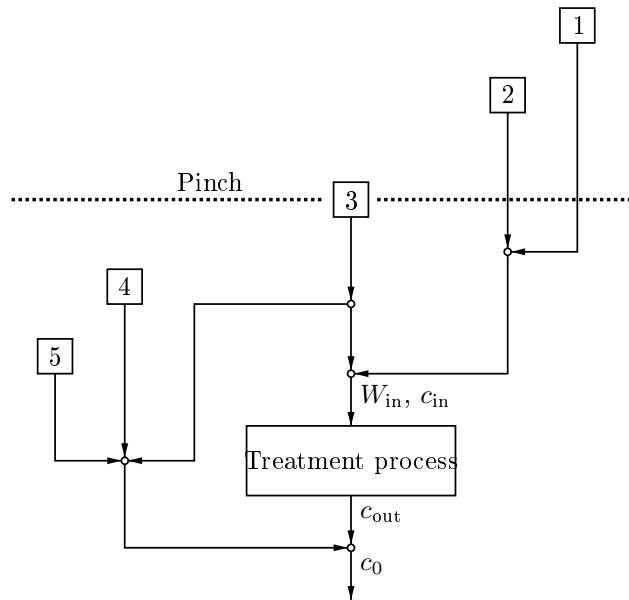 1
2
Pinch
3
4
5
W_in, c_in
Treatment process
c_out
c_0